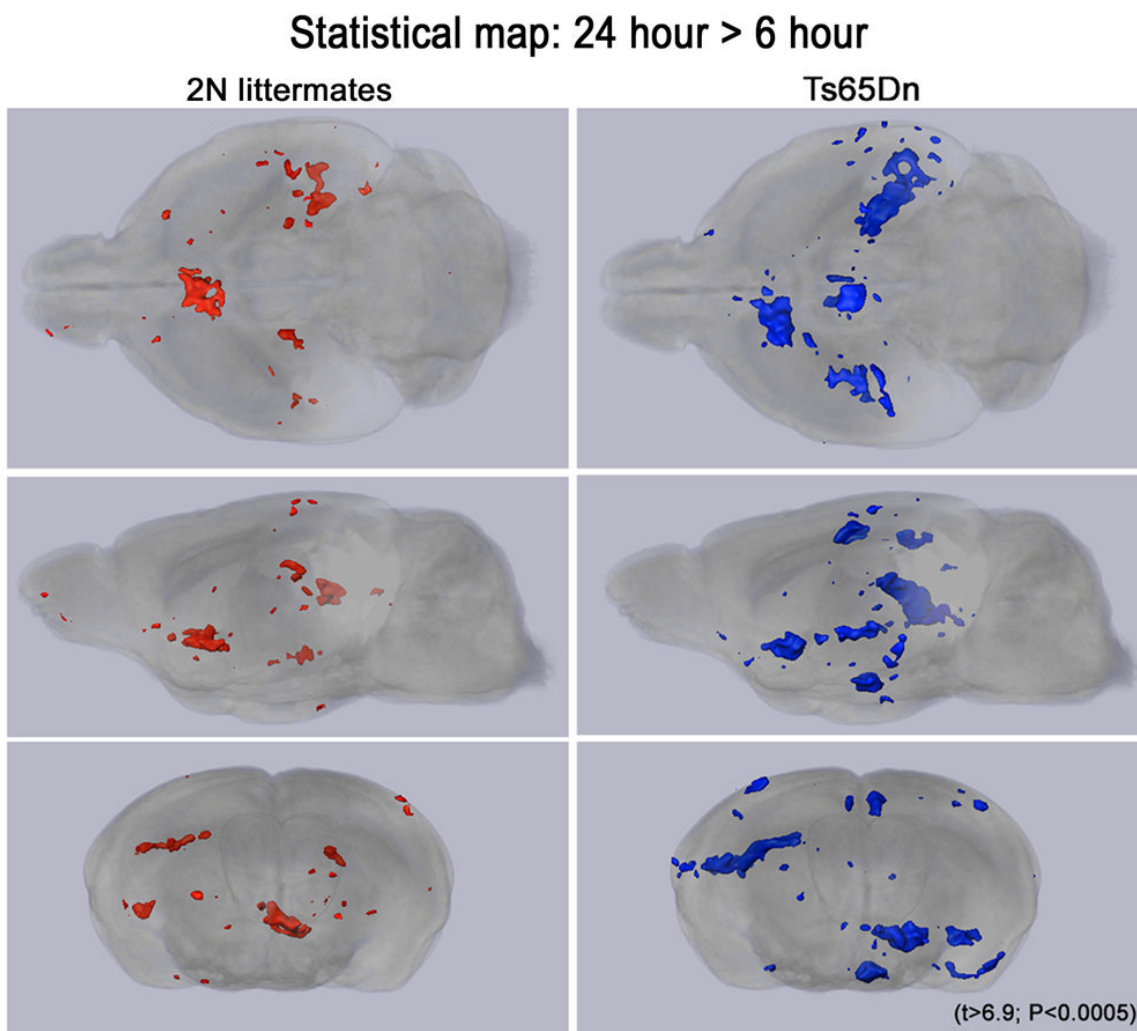 Statistical map: 24 hour > 6 hour
2N littermates
Ts65Dn
(t>6.9; P<0.0005)